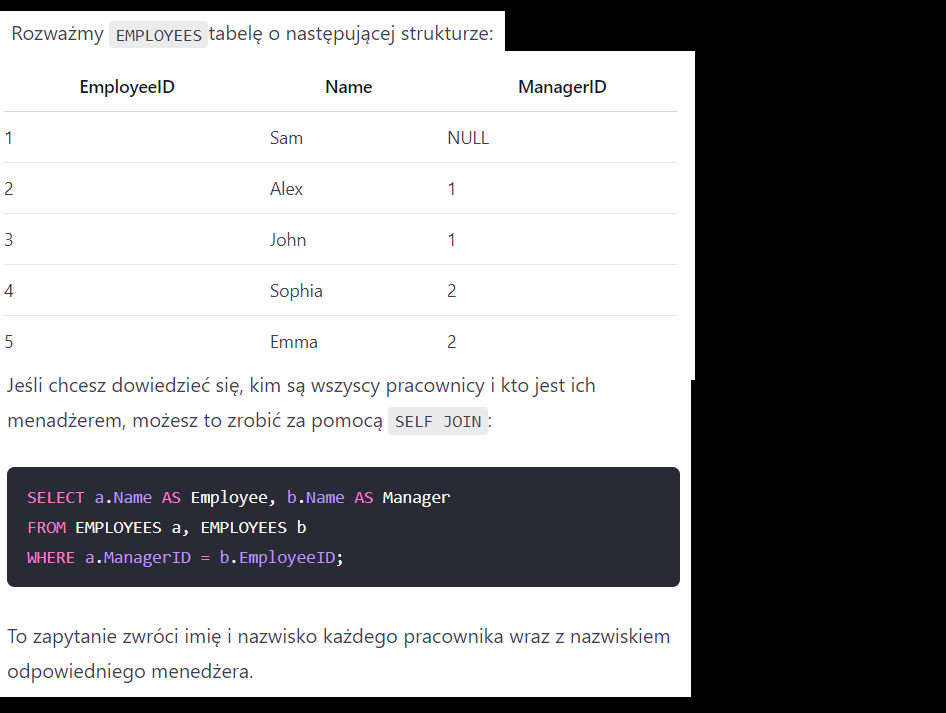 Rozważmy EMPLOYEES tabelę o następującej strukturze:
EmployeeID Name ManagerID
1 Sam NULL
2 Alex 1
3 John 1
4 Sophia 2
5 Emma 2
Jeśli chcesz dowiedzieć się, kim są wszyscy pracownicy i kto jest ich
menadżerem, możesz to zrobić za pomocą SELF JOIN:
SELECT a.Name AS Employee, b.Name AS Manager
FROM EMPLOYEES a, EMPLOYEES b
WHERE a.ManagerID = b.EmployeeID;
To zapytanie zwróci imię i nazwisko każdego pracownika wraz z nazwiskiem
odpowiedniego menedżera.